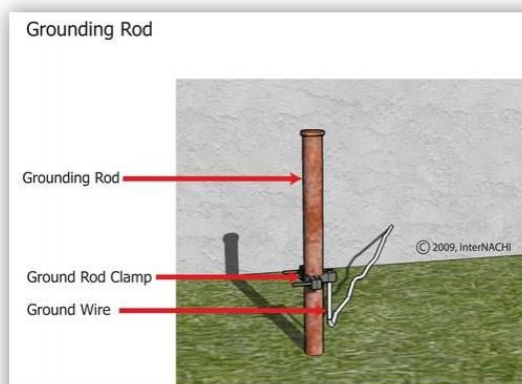 Grounding Rod
Grounding Rod
© 2009, InterNACHI
Ground Rod Clamp
Ground Wire